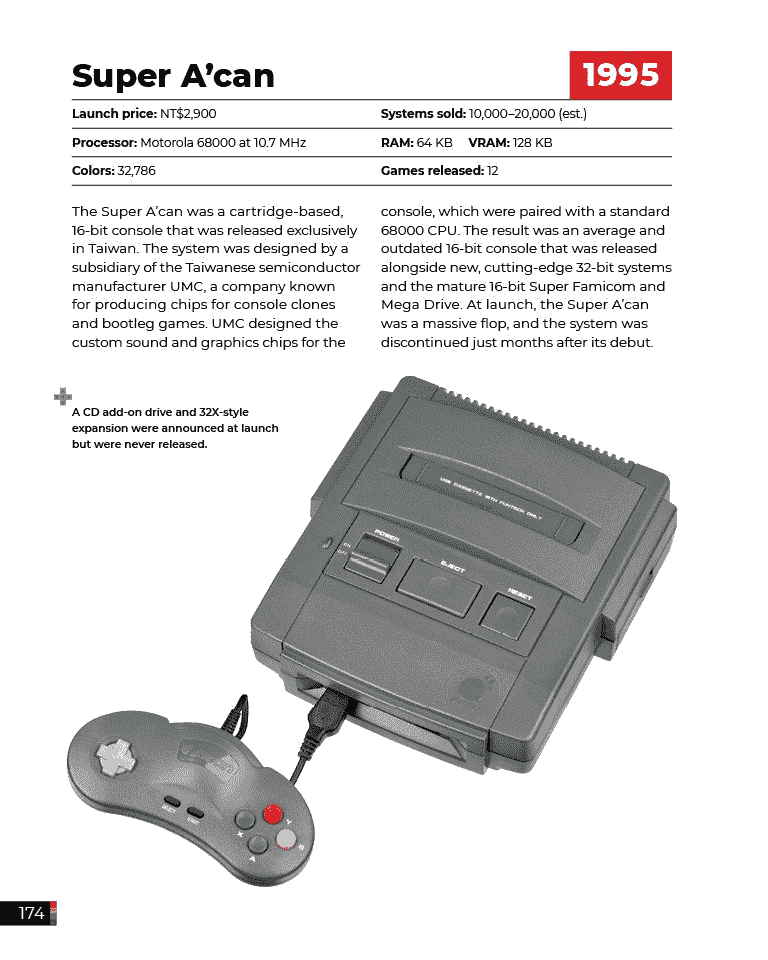 Super A’can
1995
Launch price: NT$2,900
Systems sold: 10,000–20,000 (est.)
Processor: Motorola 68000 at 10.7 MHz
RAM: 64 KB VRAM: 128 KB
Colors: 32,786
Games released: 12
The Super A’can was a cartridge-based,
16-bit console that was released exclusively
in Taiwan. The system was designed by a
subsidiary of the Taiwanese semiconductor
manufacturer UMC, a company known
for producing chips for console clones
and bootleg games. UMC designed the
custom sound and graphics chips for the
console, which were paired with a standard
68000 CPU. The result was an average and
outdated 16-bit console that was released
alongside new, cutting-edge 32-bit systems
and the mature 16-bit Super Famicom and
Mega Drive. At launch, the Super A’can
was a massive flop, and the system was
discontinued just months after its debut.
A CD add-on drive and 32X-style
expansion were announced at launch
but were never released.
USE CASSETTE WITH FUNTECH ONLY
POWER
ON
OFF
EJECT
RESET
SELECT
X
Y
A
B
174